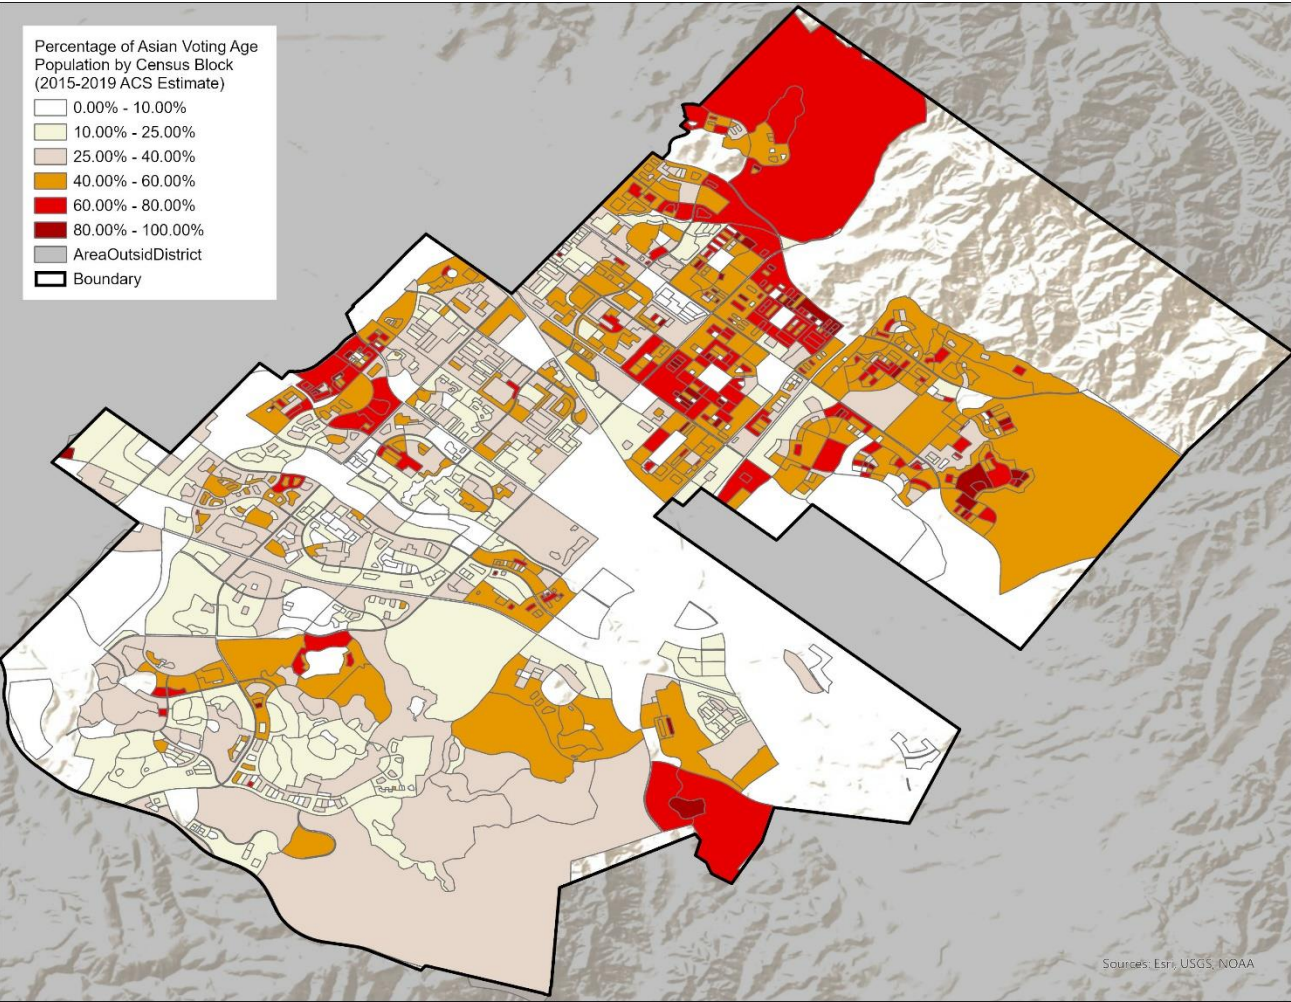 Percentage of Asian Voting Age
Population by Census Block
(2015-2019 ACS Estimate)
0.00% - 10.00%
10.00% - 25.00%
25.00% - 40.00%
40.00% - 60.00%
60.00% - 80.00%
80.00% - 100.00%
AreaOutsidDistrict
Boundary
Sources: Esri, USGS, NOAA